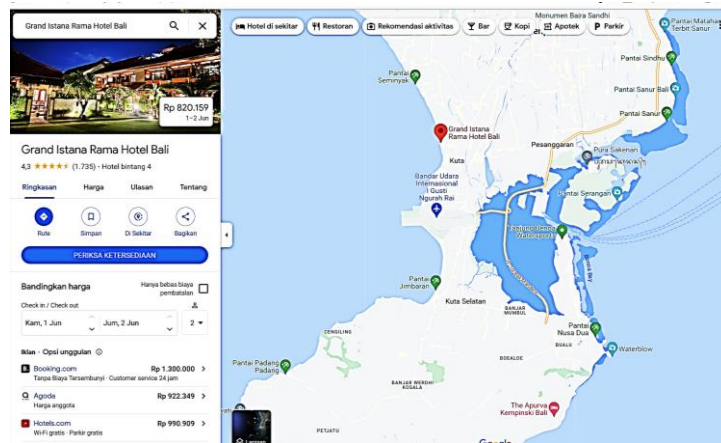 Grand Istana Rama Hotel Bali
Rp 820.159
1–2 Jun
Grand Istana Rama Hotel Bali
4,3 (1.735) · Hotel bintang 4
Ringkasan Harga Ulasan Tentang
Rute Simpan Di Sekitar Bagikan
PERIKSA KETERSEDIAAN
Bandingkan harga
Hanya bebas biaya
pembatalan
Check in / Check out
Kam, 1 Jun Jum, 2 Jun 2
Iklan · Opsi unggulan
Booking.com Rp 1.300.000
Tanpa Biaya Tersembunyi · Customer service 24 jam
Agoda Rp 922.349
Harga anggota
Hotels.com Rp 990.909
Wi-Fi gratis · Parkir gratis
Hotel di sekitar Restoran Rekomendasi aktivitas Bar Kopi Apotek Parkir
Monumen Bajra Sandhi
Pantai Matahari
Terbit Sanur
Pantai Sindhu
Pantai Seminyak
Pantai Sanur Bali
Pantai Sanur
Grand Istana
Rama Hotel Bali
Pesanggaran
Kuta
Pura Sakenan
Bandar Udara
Internasional
I Gusti
Ngurah Rai
Pantai Serangan
Tanjung Benoa
Watersports
Pantai
Jimbaran
Kuta Selatan
BANJAR
MUMBUL
Pantai
Nusa Dua
CENGILING
BUALU
Waterblow
Pantai Padang
Padang
BANJAR WERDHI
KOSALA
The Apurva
Kempinski Bali
Google